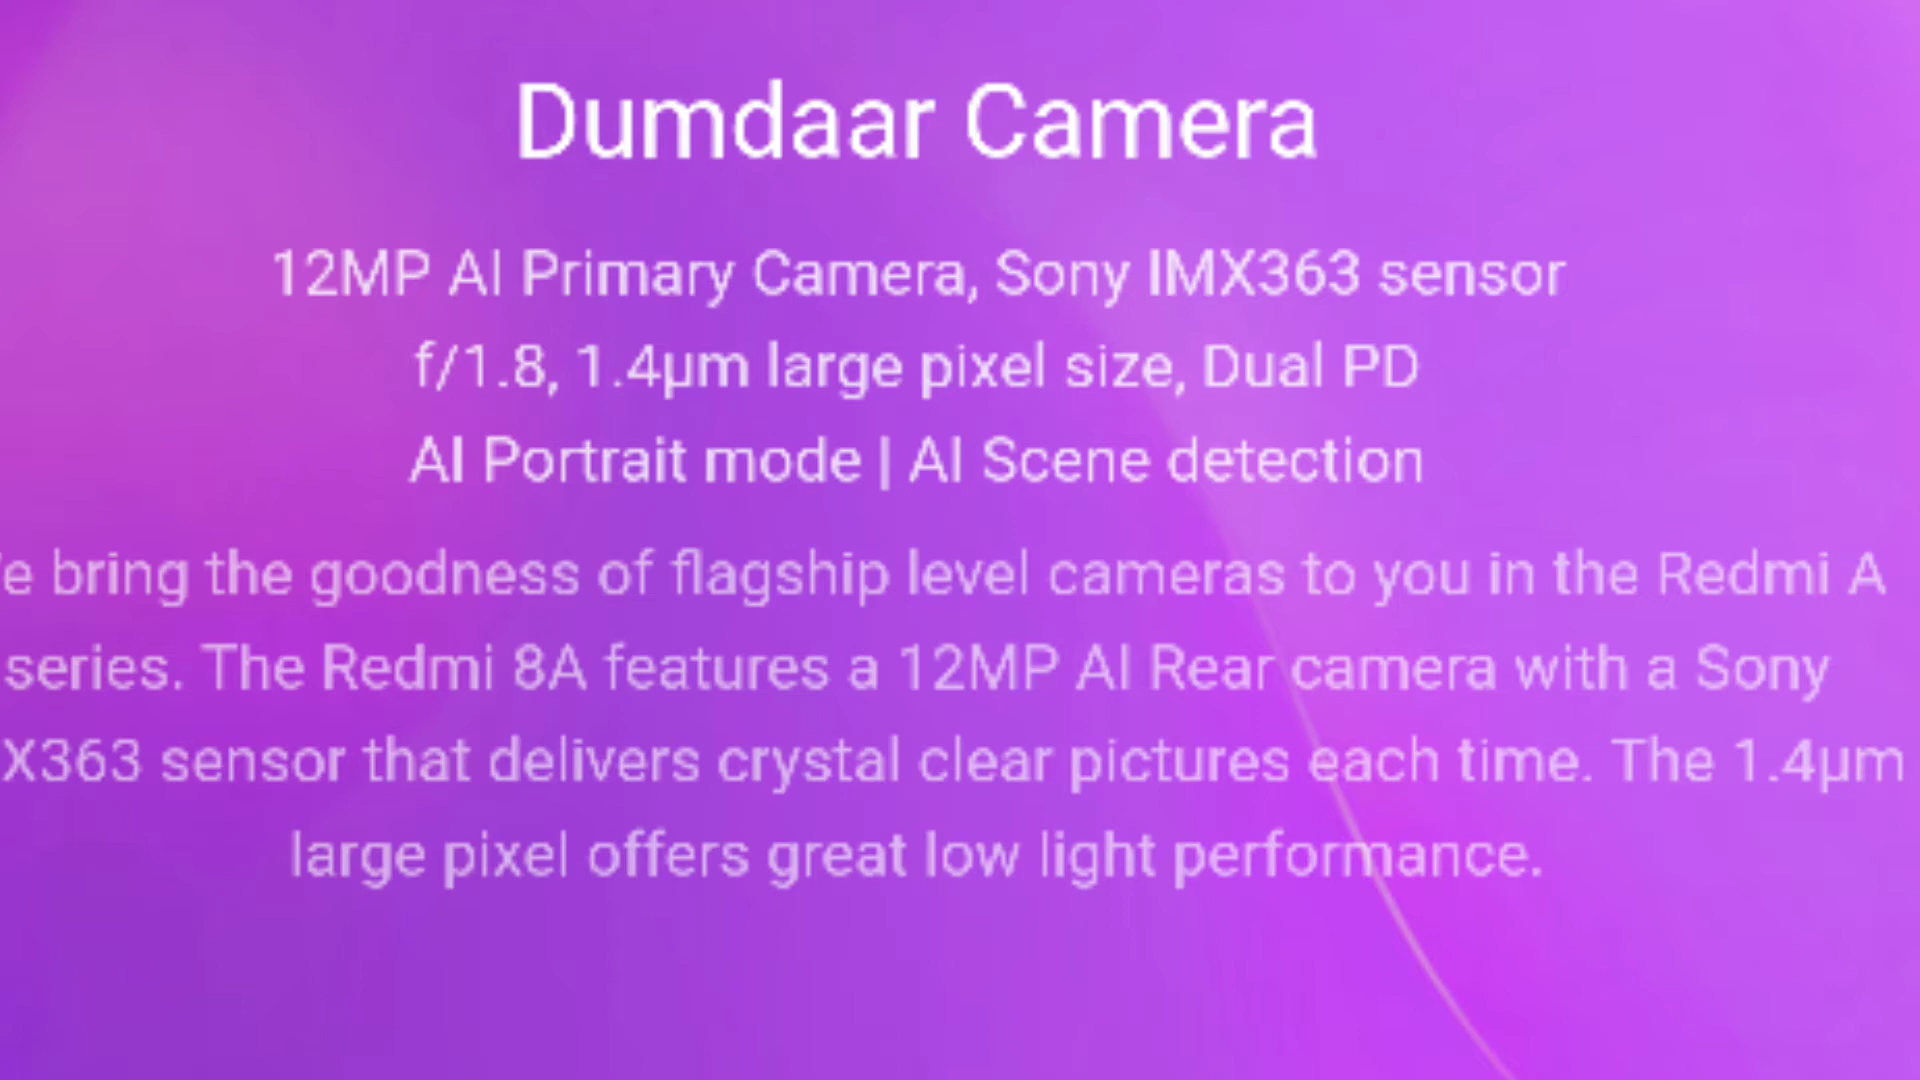 Dumdaar Camera
12MP AI Primary Camera, Sony IMX363 sensor
f/1.8, 1.4μm large pixel size, Dual PD
AI Portrait mode | AI Scene detection
e bring the goodness of flagship level cameras to you in the Redmi A
series. The Redmi 8A features a 12MP AI Rear camera with a Sony
X363 sensor that delivers crystal clear pictures each time. The 1.4μm
large pixel offers great low light performance.